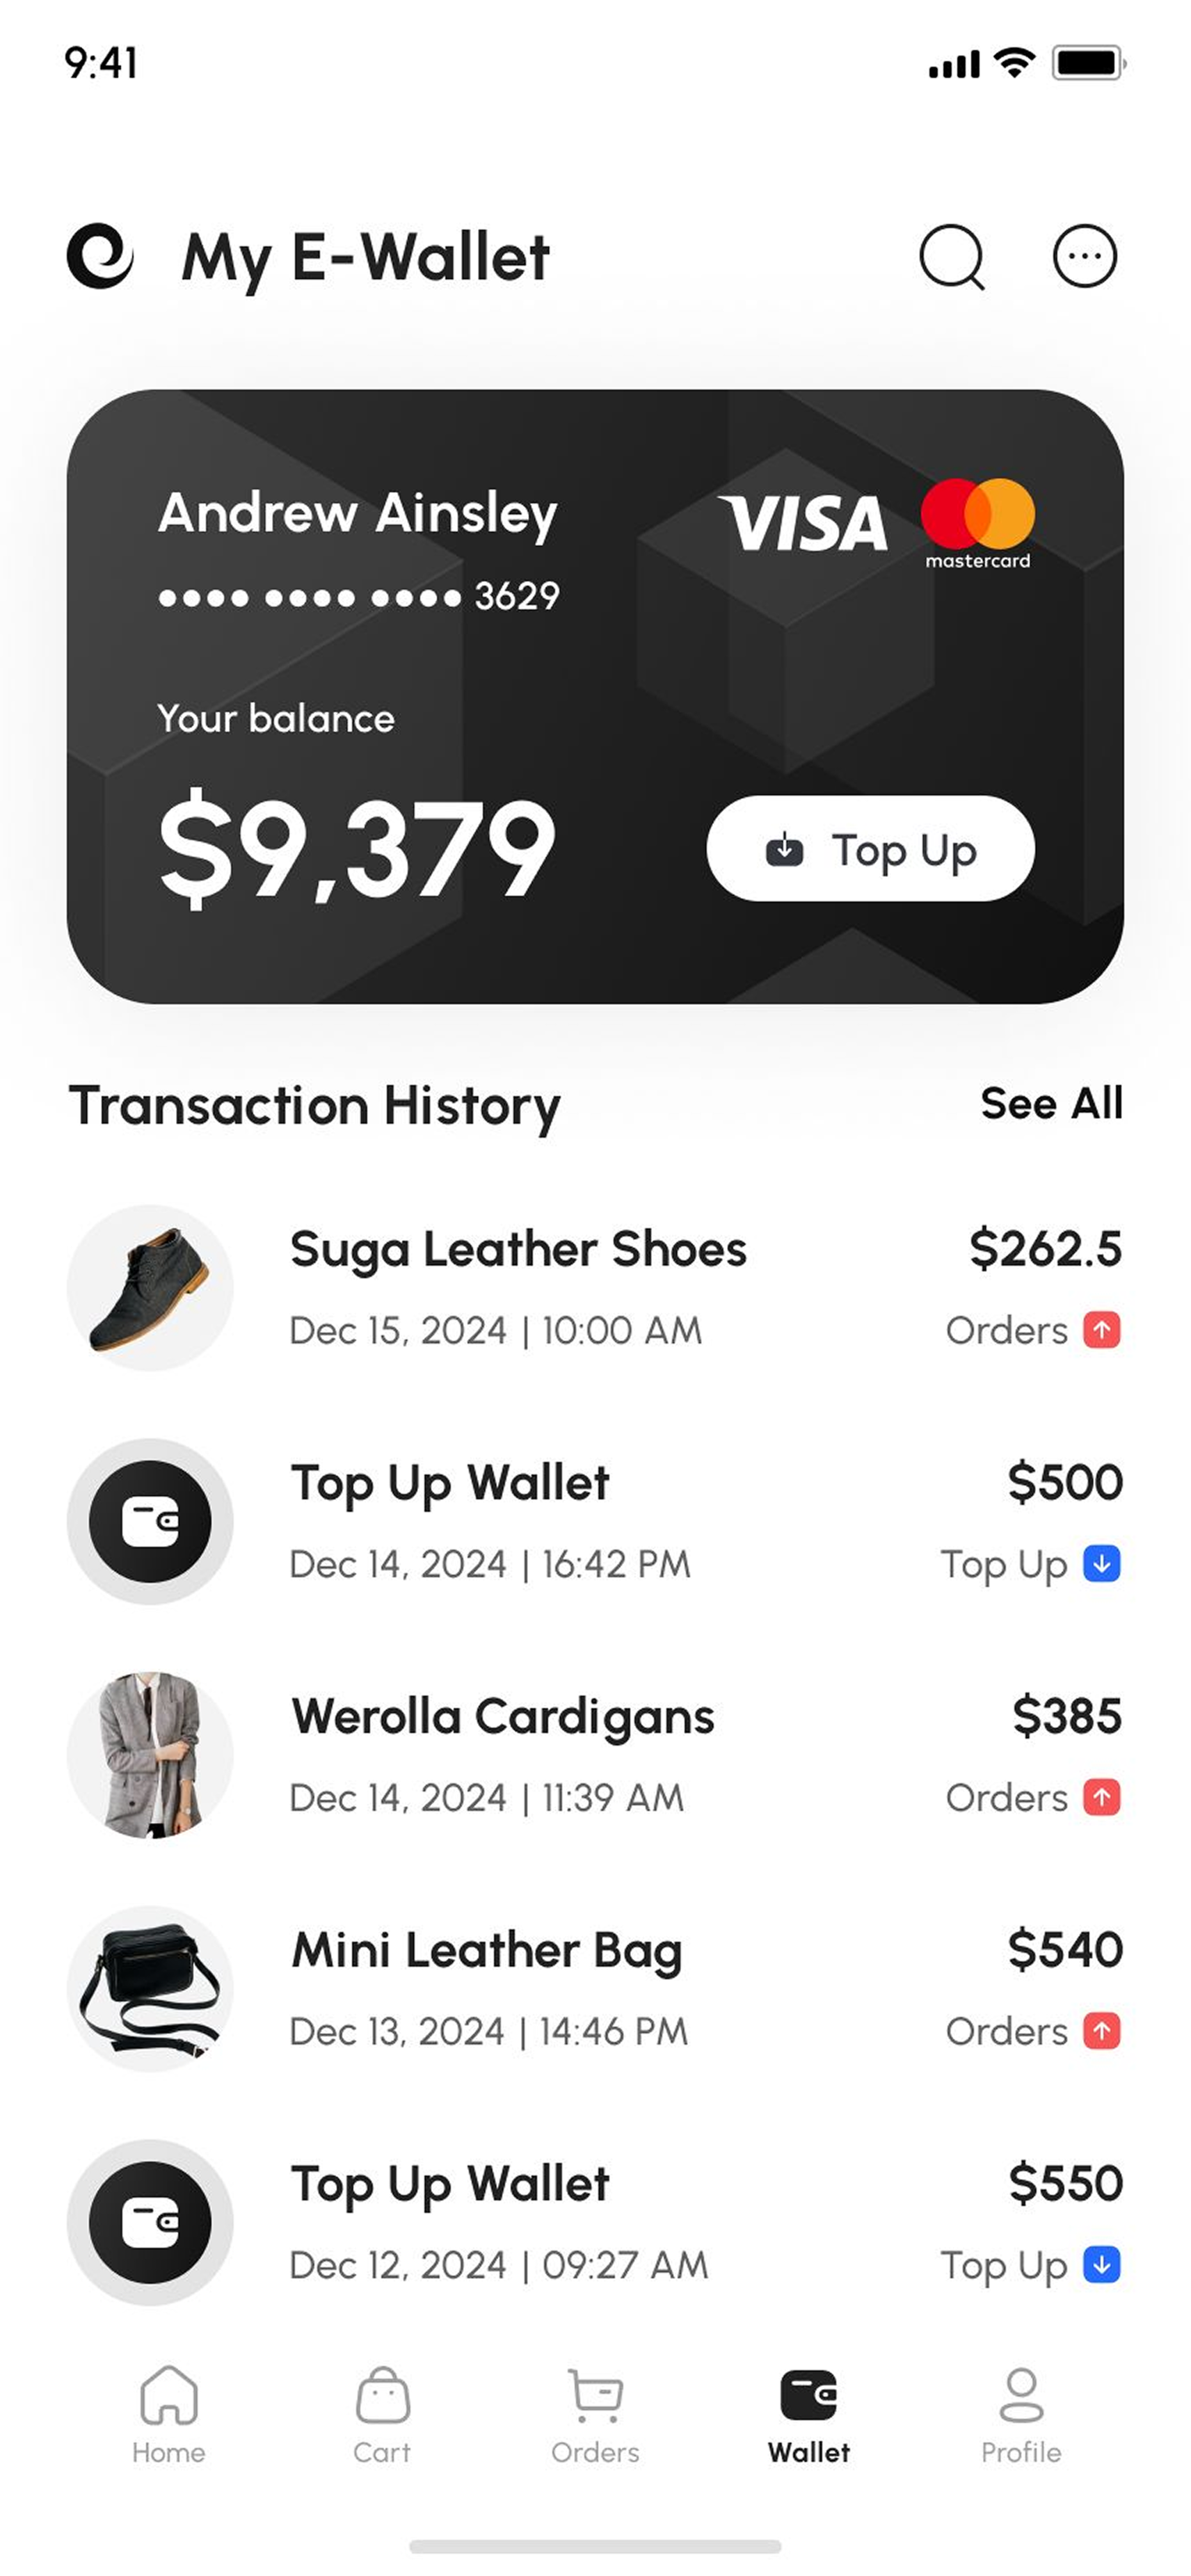 9:41
My E-Wallet
Andrew Ainsley
VISA
mastercard
•••• •••• •••• 3629
Your balance
$9,379
Top Up
Transaction History
See All
Suga Leather Shoes
$262.5
Dec 15, 2024 | 10:00 AM
Orders
Top Up Wallet
$500
Dec 14, 2024 | 16:42 PM
Top Up
Werolla Cardigans
$385
Dec 14, 2024 | 11:39 AM
Orders
Mini Leather Bag
$540
Dec 13, 2024 | 14:46 PM
Orders
Top Up Wallet
$550
Dec 12, 2024 | 09:27 AM
Top Up
Home
Cart
Orders
Wallet
Profile